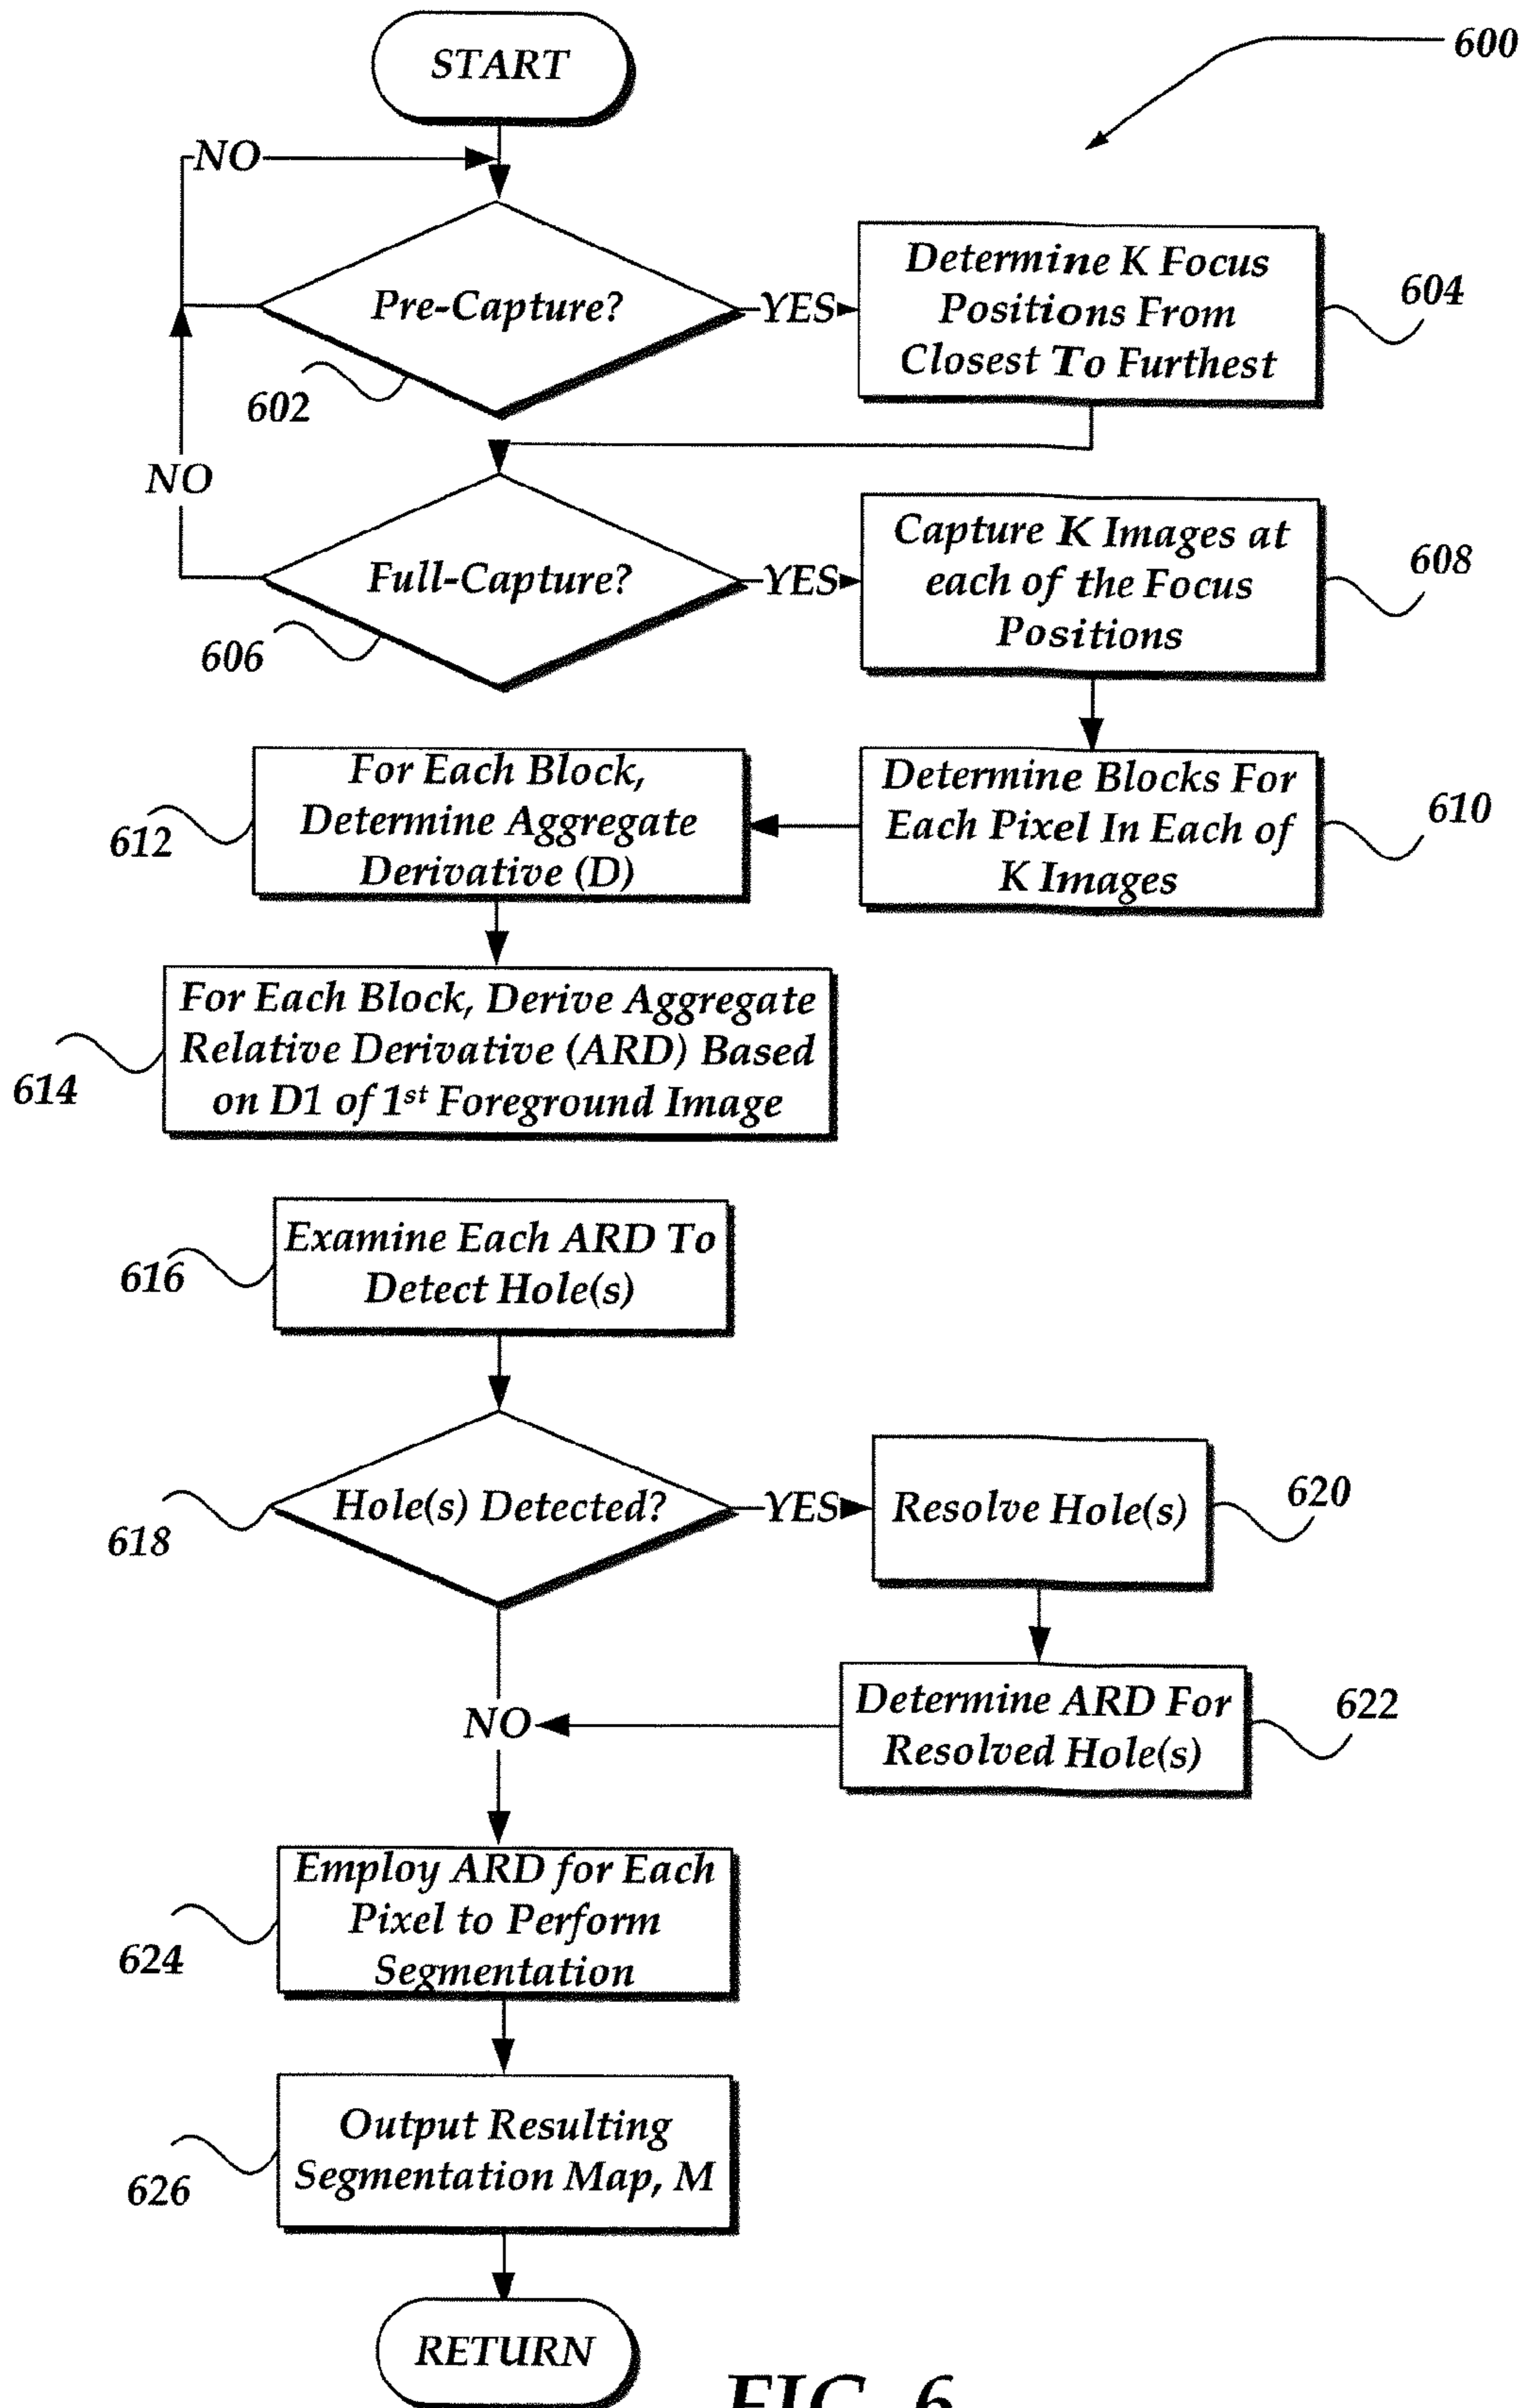 START
600
NO
Pre-Capture?
YES
Determine K Focus
Positions From
Closest To Furthest
604
602
NO
Full-Capture?
YES
Capture K Images at
each of the Focus
Positions
608
606
For Each Block,
Determine Aggregate
Derivative (D)
612
Determine Blocks For
Each Pixel In Each of
K Images
610
For Each Block, Derive Aggregate
Relative Derivative (ARD) Based
on D1 of 1st Foreground Image
614
Examine Each ARD To
Detect Hole(s)
616
Hole(s) Detected?
618
YES
Resolve Hole(s)
620
NO
Determine ARD For
Resolved Hole(s)
622
Employ ARD for Each
Pixel to Perform
Segmentation
624
Output Resulting
Segmentation Map, M
626
RETURN
FIG. 6